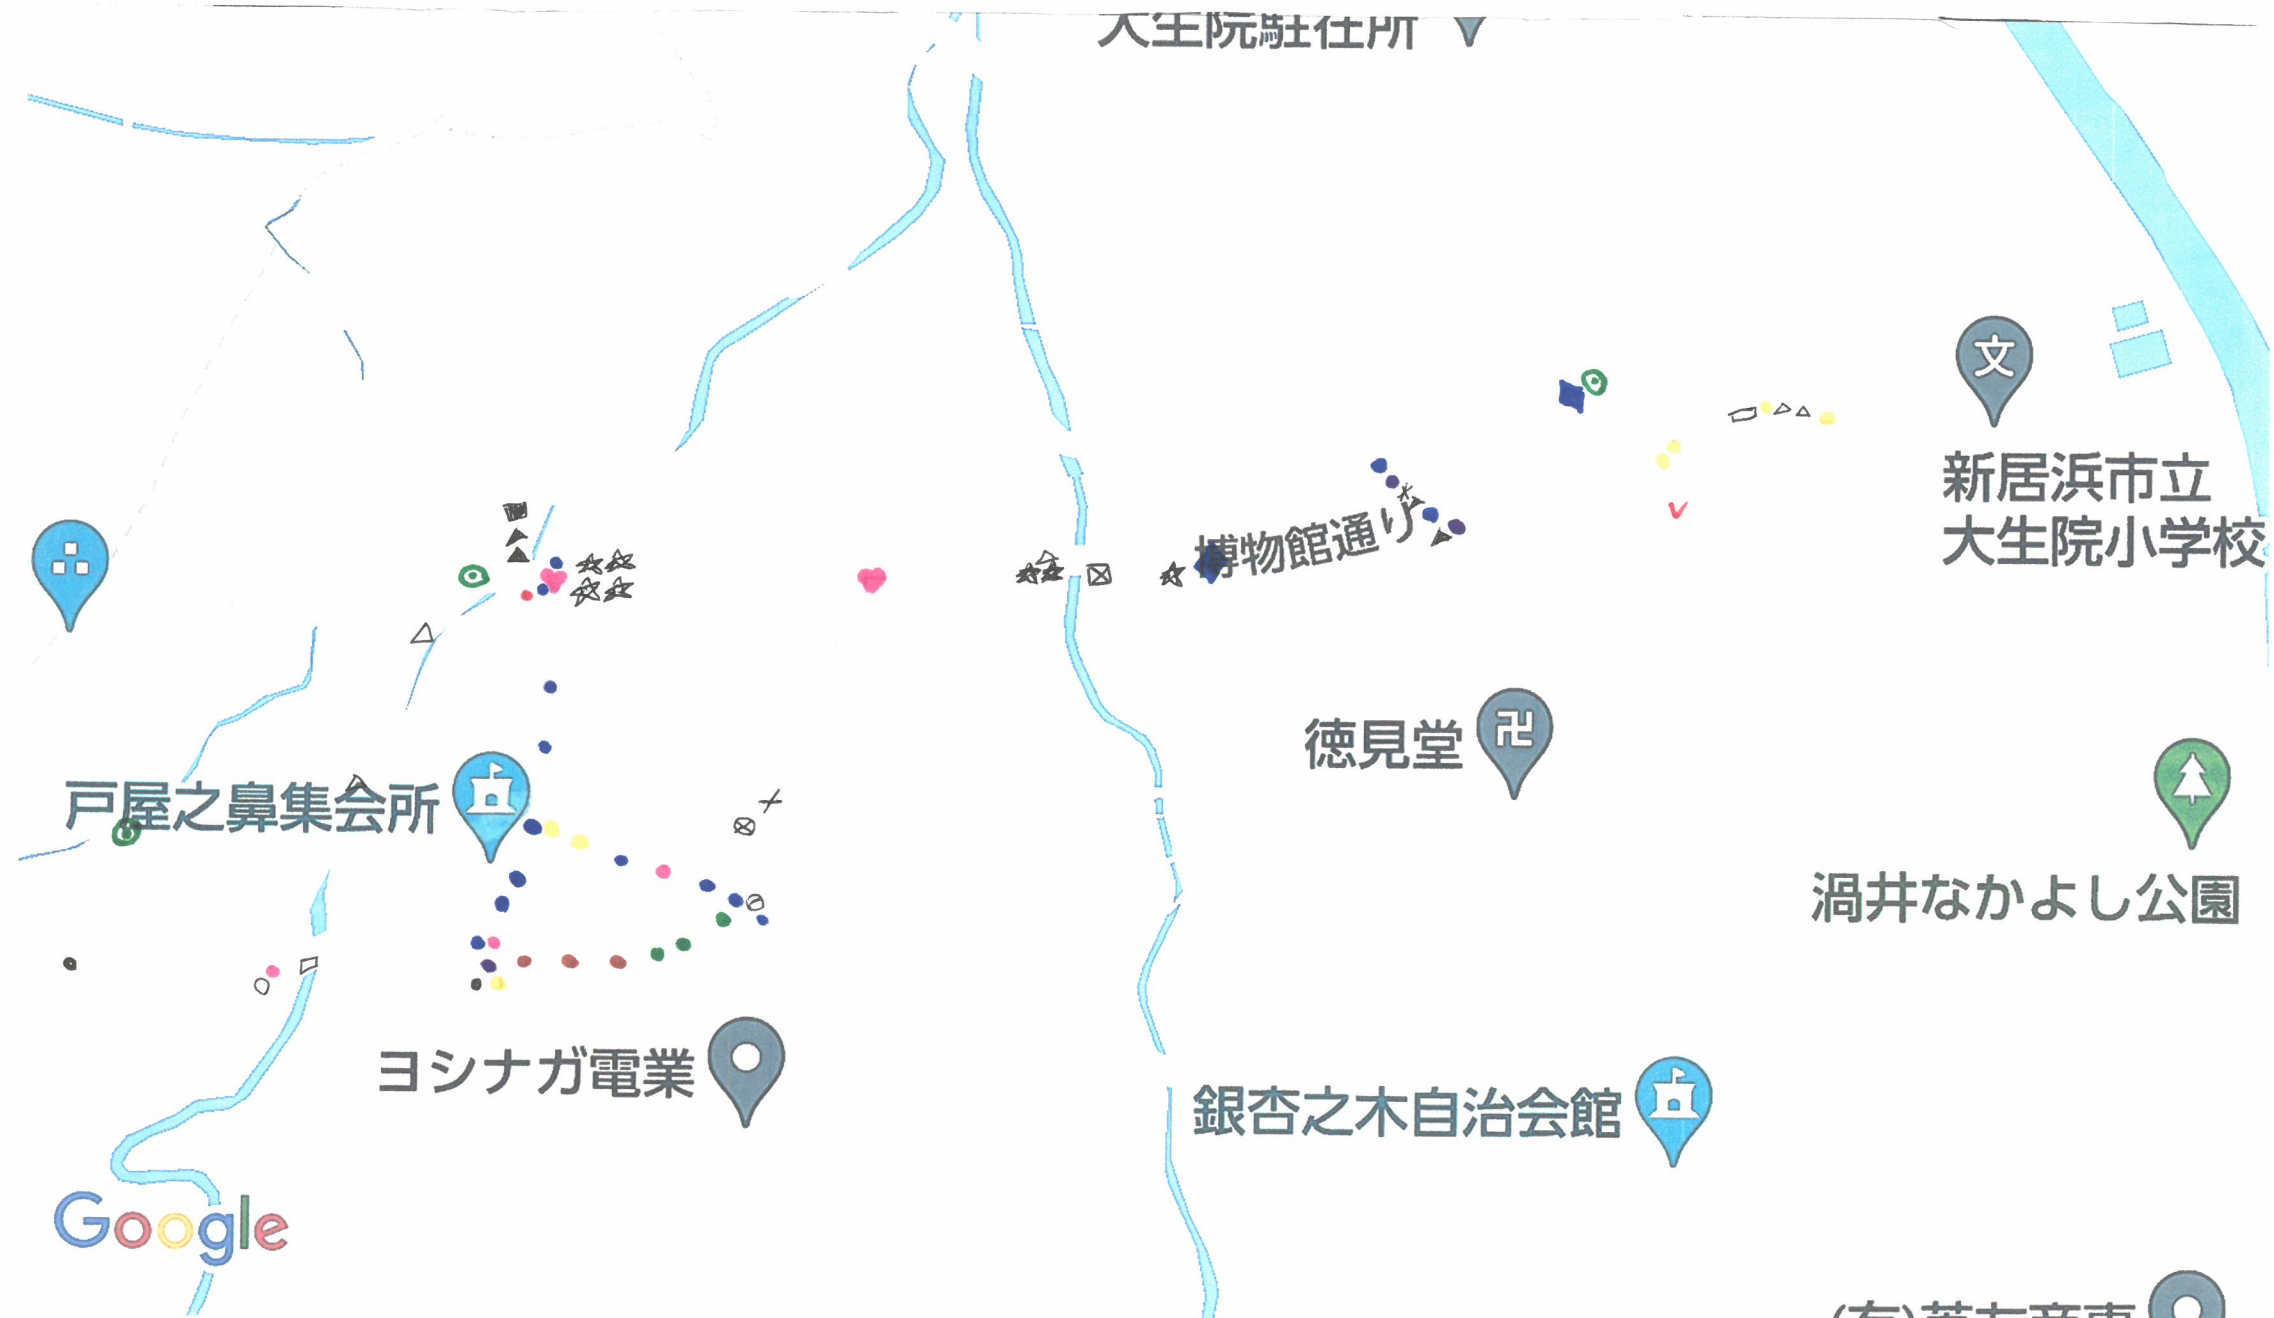 大生院駐在所
新居浜市立
大生院小学校
博物館通り
徳見堂
戸屋之鼻集会所
渦井なかよし公園
ヨシナガ電業
銀杏之木自治会館
Google